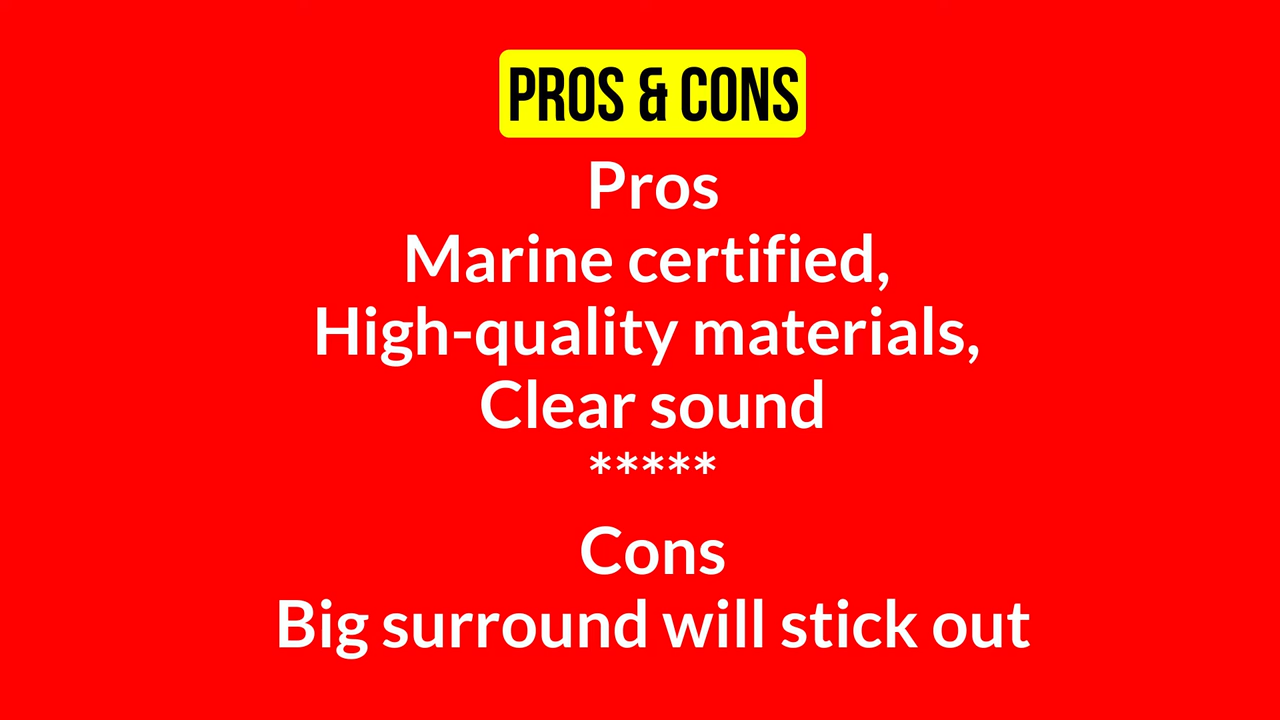 PROS & CONS
Pros
Marine certified,
High-quality materials,
Clear sound
*****
Cons
Big surround will stick out